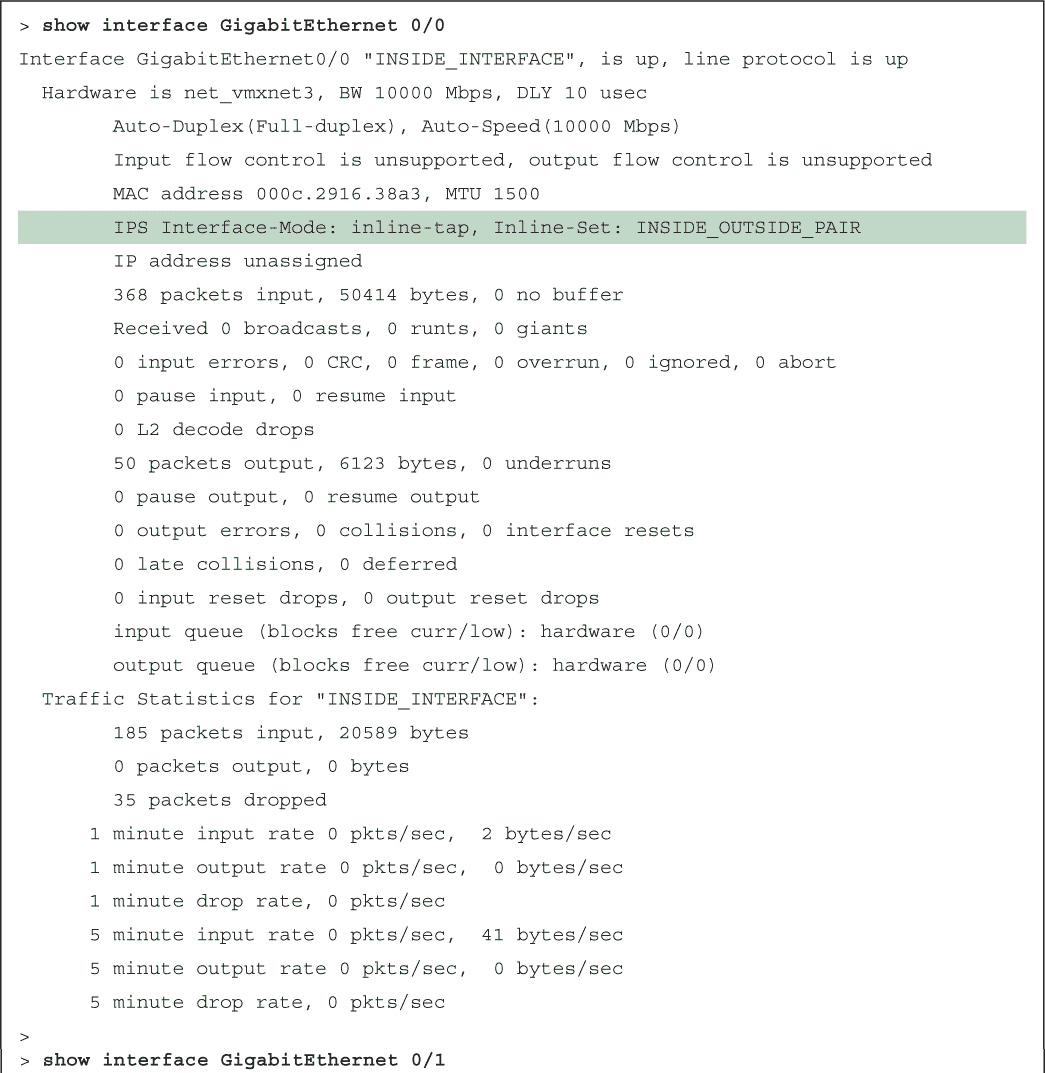 > show interface GigabitEthernet 0/0
Interface GigabitEthernet0/0 "INSIDE_INTERFACE", is up, line protocol is up
Hardware is net_vmxnet3, BW 10000 Mbps, DLY 10 usec
Auto-Duplex(Full-duplex), Auto-Speed(10000 Mbps)
Input flow control is unsupported, output flow control is unsupported
MAC address 000c.2916.38a3, MTU 1500
IPS Interface-Mode: inline-tap, Inline-Set: INSIDE_OUTSIDE_PAIR
IP address unassigned
368 packets input, 50414 bytes, 0 no buffer
Received 0 broadcasts, 0 runts, 0 giants
0 input errors, 0 CRC, 0 frame, 0 overrun, 0 ignored, 0 abort
0 pause input, 0 resume input
0 L2 decode drops
50 packets output, 6123 bytes, 0 underruns
0 pause output, 0 resume output
0 output errors, 0 collisions, 0 interface resets
0 late collisions, 0 deferred
0 input reset drops, 0 output reset drops
input queue (blocks free curr/low): hardware (0/0)
output queue (blocks free curr/low): hardware (0/0)
Traffic Statistics for "INSIDE_INTERFACE":
185 packets input, 20589 bytes
0 packets output, 0 bytes
35 packets dropped
1 minute input rate 0 pkts/sec,  2 bytes/sec
1 minute output rate 0 pkts/sec,  0 bytes/sec
1 minute drop rate, 0 pkts/sec
5 minute input rate 0 pkts/sec,  41 bytes/sec
5 minute output rate 0 pkts/sec,  0 bytes/sec
5 minute drop rate, 0 pkts/sec
>
> show interface GigabitEthernet 0/1